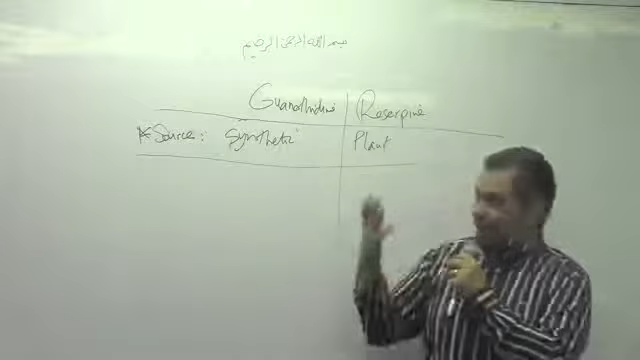 بسم الله الرحمن الرحيم
Guanethidine Reserpine
* Source: Synthetic Plant